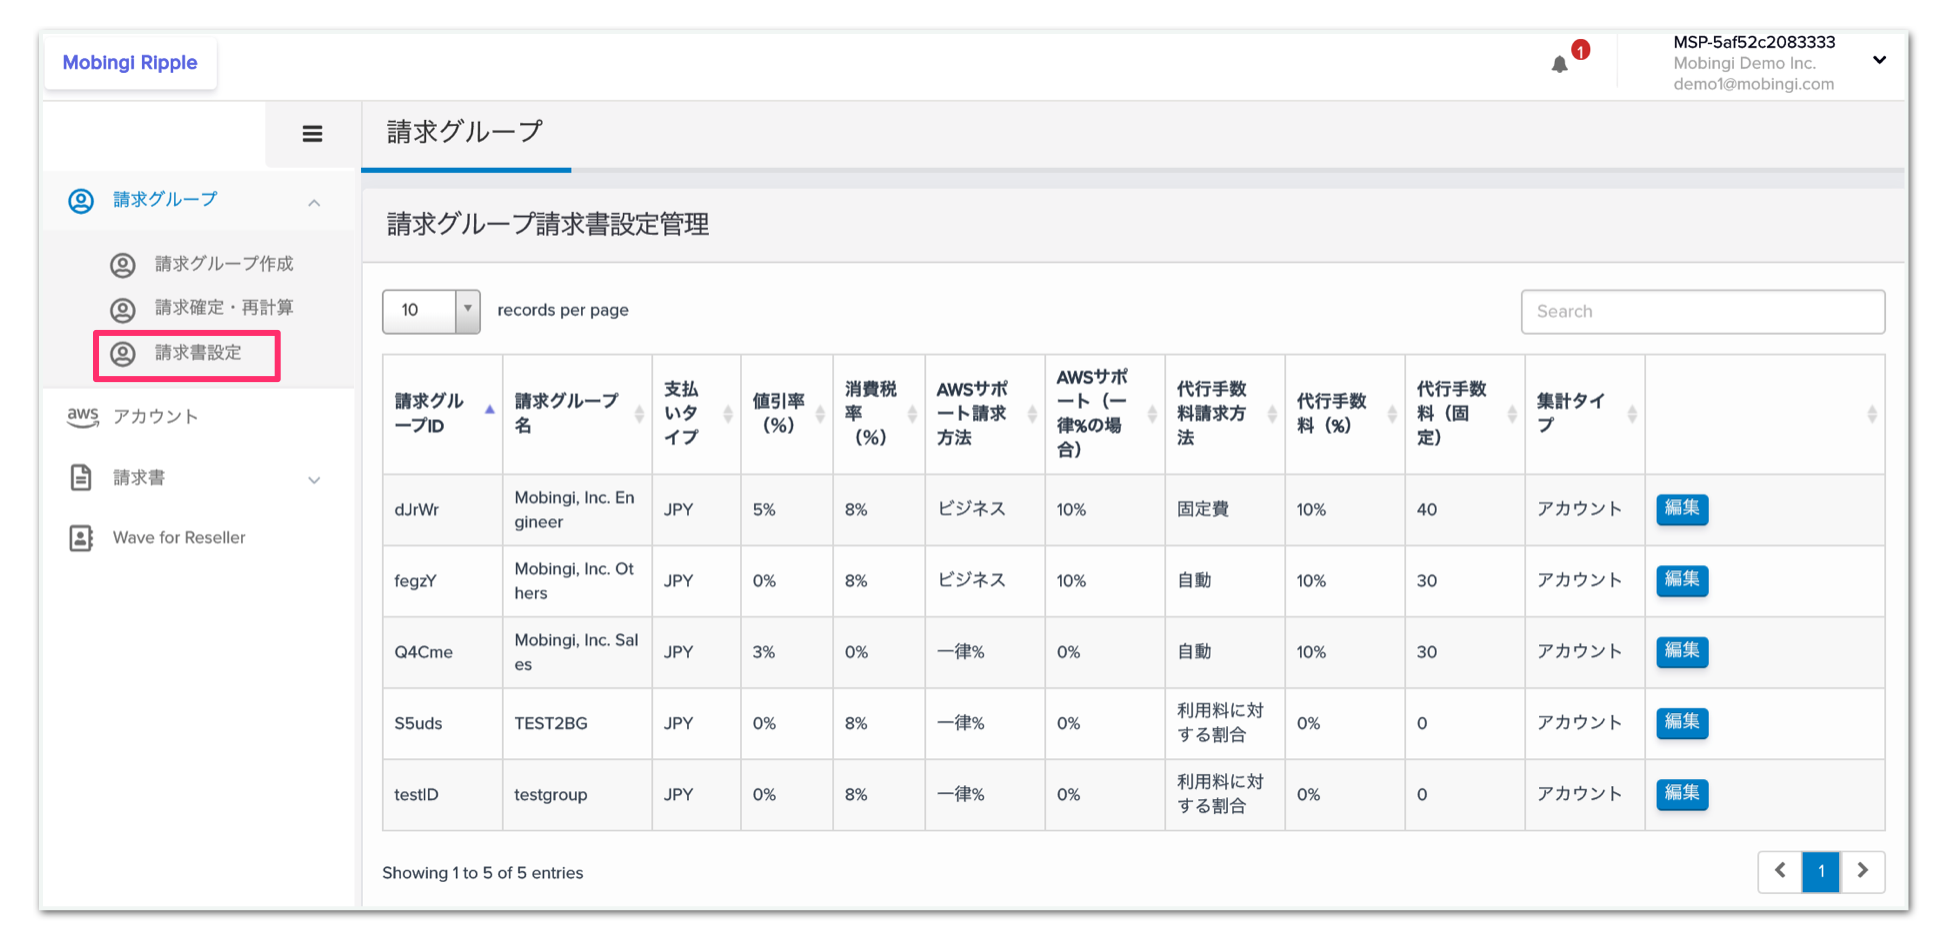 Mobingi Ripple
1
MSP-5af52c2083333
Mobingi Demo Inc.
demo1@mobingi.com
請求グループ
請求グループ
請求グループ作成
請求確定・再計算
請求書設定
aws アカウント
請求書
Wave for Reseller
請求グループ請求書設定管理
10 records per page
Search
請求グル
ープID
請求グループ
名
支払
いタ
イプ
値引率
(%)
消費税
率
(%)
AWSサポ
ート請求
方法
AWSサポ
ート（一
律%の場
合）
代行手数
料請求方
法
代行手数
料（%）
代行手数
料（固
定）
集計タイ
プ
dJrWr
Mobingi, Inc. En
gineer
JPY
5%
8%
ビジネス
10%
固定費
10%
40
アカウント
編集
fegzY
Mobingi, Inc. Ot
hers
JPY
0%
8%
ビジネス
10%
自動
10%
30
アカウント
編集
Q4Cme
Mobingi, Inc. Sal
es
JPY
3%
0%
一律%
0%
自動
10%
30
アカウント
編集
S5uds
TEST2BG
JPY
0%
8%
一律%
0%
利用料に対
する割合
0%
0
アカウント
編集
testID
testgroup
JPY
0%
8%
一律%
0%
利用料に対
する割合
0%
0
アカウント
編集
Showing 1 to 5 of 5 entries
1